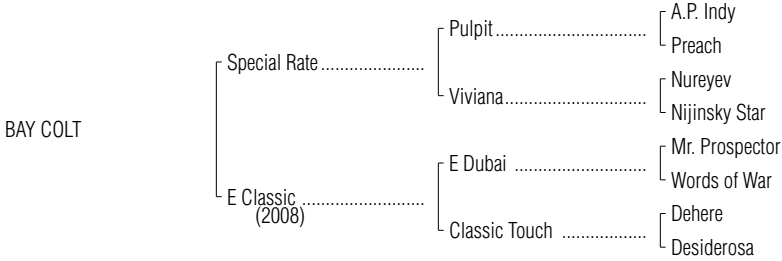 A.P. Indy
Pulpit................................
Preach
Special Rate......................
Nureyev
Viviana..............................
Nijinsky Star
BAY COLT
Mr. Prospector
E Dubai ............................
Words of War
E Classic ..........................
(2008)
Dehere
Classic Touch ..................
Desiderosa